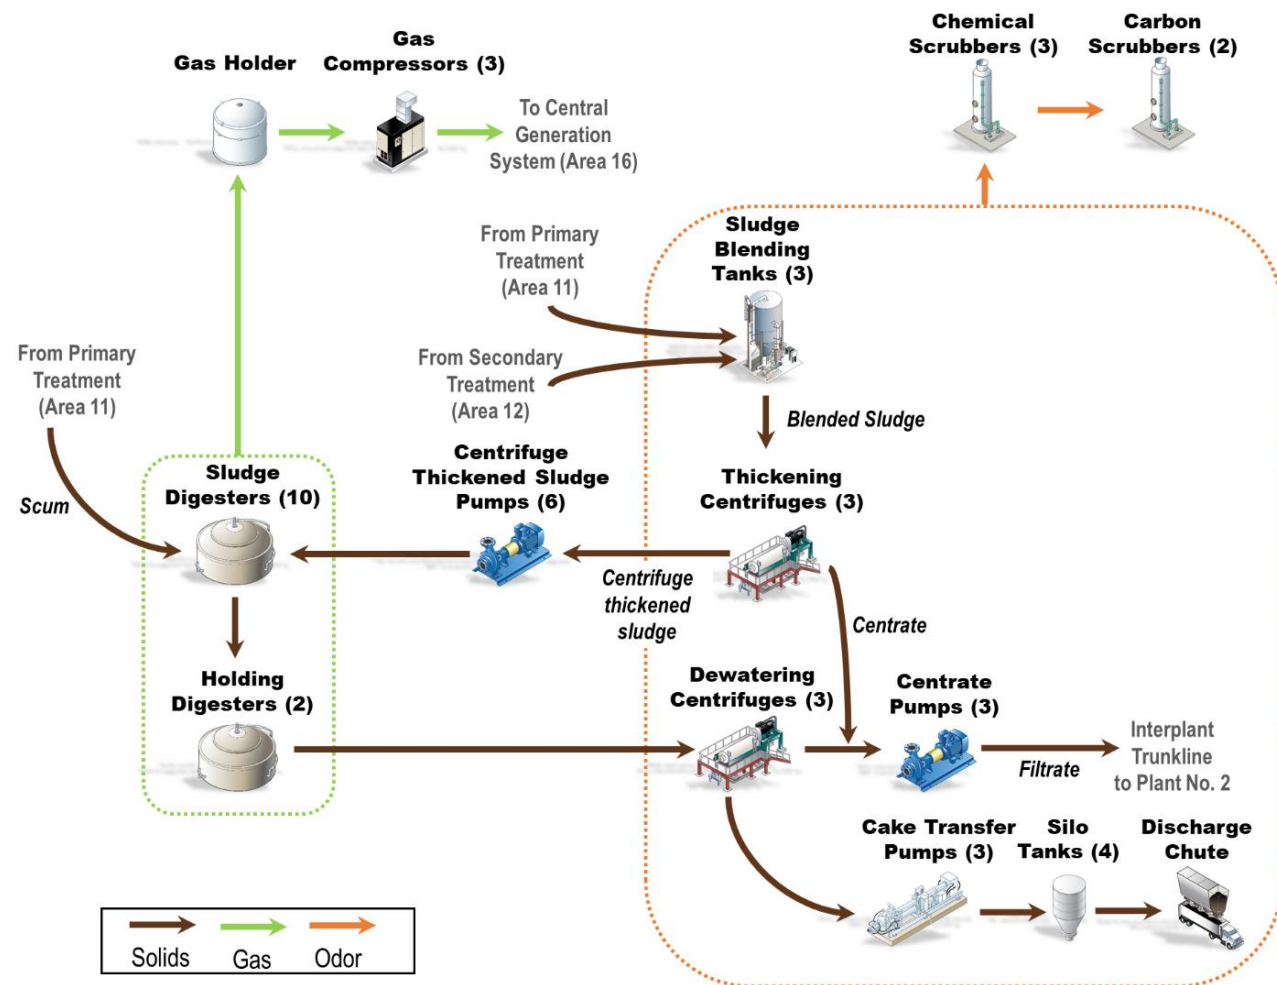 Gas Holder
Gas
Compressors (3)
To Central
Generation
System (Area 16)
Chemical
Scrubbers (3)
Carbon
Scrubbers (2)
From Primary
Treatment
(Area 11)
Sludge
Blending
Tanks (3)
From Primary
Treatment
(Area 11)
From Secondary
Treatment
(Area 12)
Blended Sludge
Scum
Sludge
Digesters (10)
Centrifuge
Thickened Sludge
Pumps (6)
Thickening
Centrifuges (3)
Centrifuge
thickened
sludge
Centrate
Holding
Digesters (2)
Dewatering
Centrifuges (3)
Centrate
Pumps (3)
Filtrate
Interplant
Trunkline
to Plant No. 2
Cake Transfer
Pumps (3)
Silo
Tanks (4)
Discharge
Chute
Solids
Gas
Odor